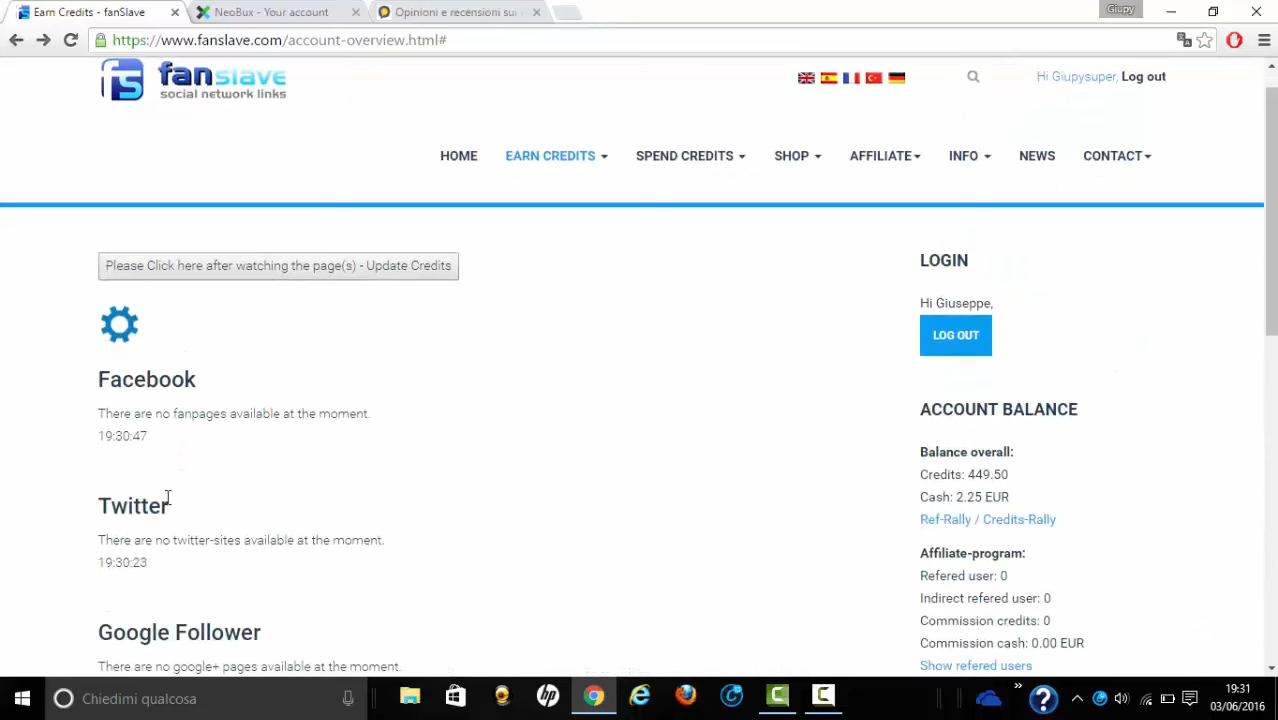 Earn Credits - fanSlave
NeoBux - Your account
Opinioni e recensioni su
Giupy
https://www.fanslave.com/account-overview.html#
fs fanslave
social network links
Hi Giupysuper, Log out
HOME EARN CREDITS SPEND CREDITS SHOP AFFILIATE INFO NEWS CONTACT
Please Click here after watching the page(s) - Update Credits
Facebook
There are no fanpages available at the moment.
19:30:47
Twitter
There are no twitter-sites available at the moment.
19:30:23
Google Follower
There are no google+ pages available at the moment.
LOGIN
Hi Giuseppe,
LOG OUT
ACCOUNT BALANCE
Balance overall:
Credits: 449.50
Cash: 2.25 EUR
Ref-Rally / Credits-Rally
Affiliate-program:
Refered user: 0
Indirect refered user: 0
Commission credits: 0
Commission cash: 0.00 EUR
Show refered users
Chiedimi qualcosa
19:31
03/06/2016